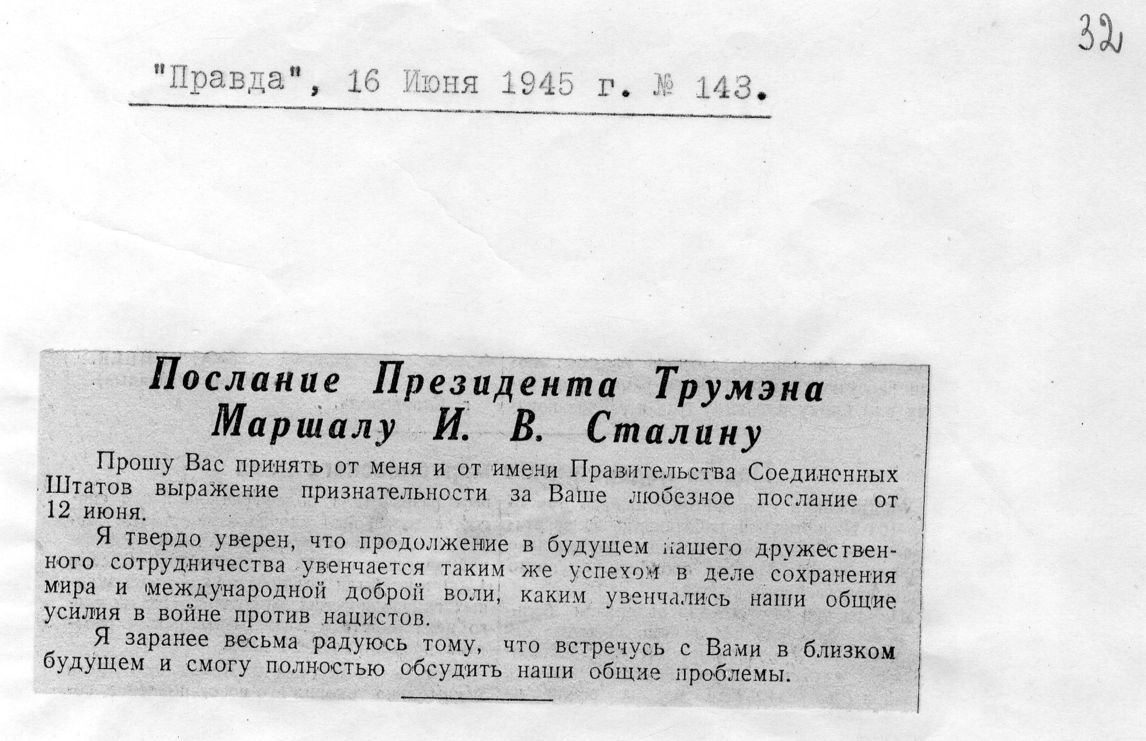 32
"Правда", 16 Июня 1945 г. № 143.
Послание Президента Трумэна
Маршалу И. В. Сталину
Прошу Вас принять от меня и от имени Правительства Соединенных
Штатов выражение признательности за Ваше любезное послание от
12 июня.
Я твердо уверен, что продолжение в будущем нашего дружествен-
ного сотрудничества увенчается таким же успехом в деле сохранения
мира и международной доброй воли, каким увенчались наши общие
усилия в войне против нацистов.
Я заранее весьма радуюсь тому, что встречусь с Вами в близком
будущем и смогу полностью обсудить наши общие проблемы.